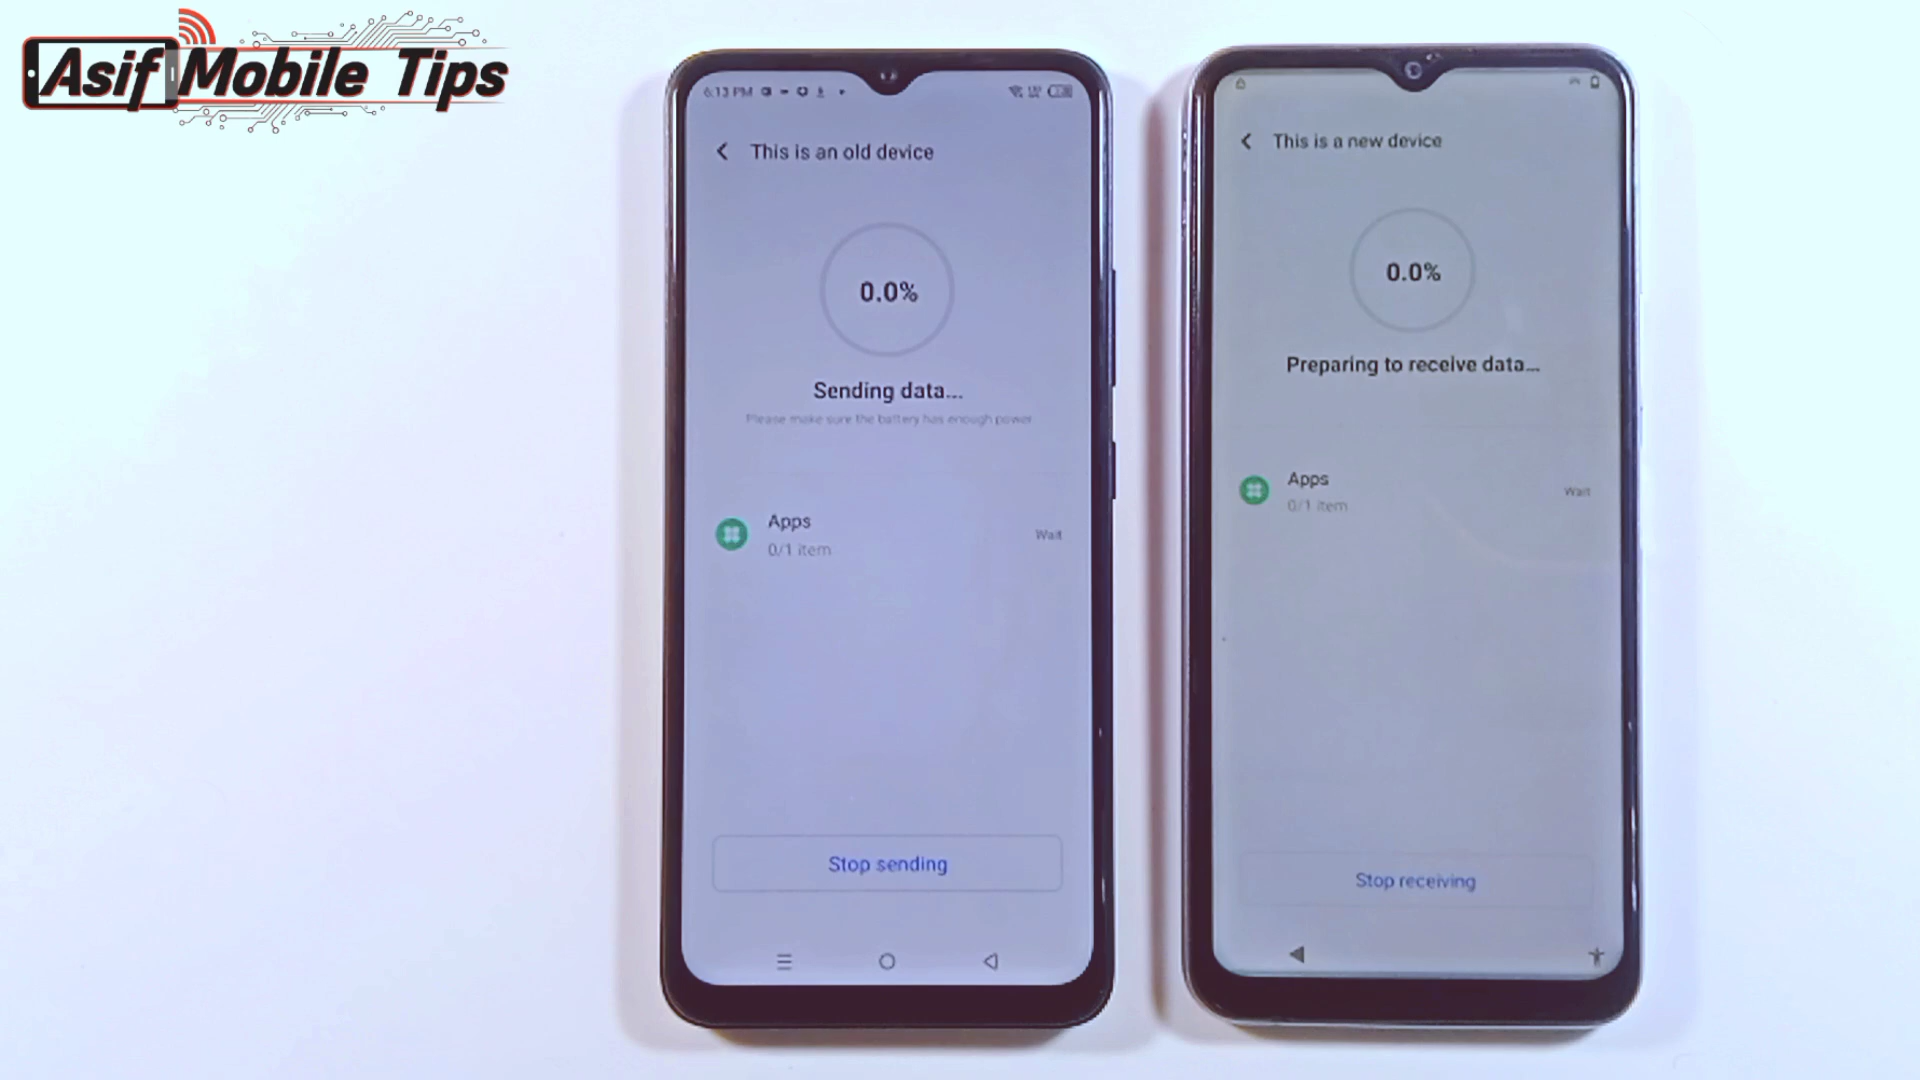 Asif Mobile Tips
6:13 PM
This is an old device
0.0%
Sending data...
Please make sure the battery has enough power
Apps
0/1 item
Wait
Stop sending
This is a new device
0.0%
Preparing to receive data...
Apps
0/1 item
Wait
Stop receiving